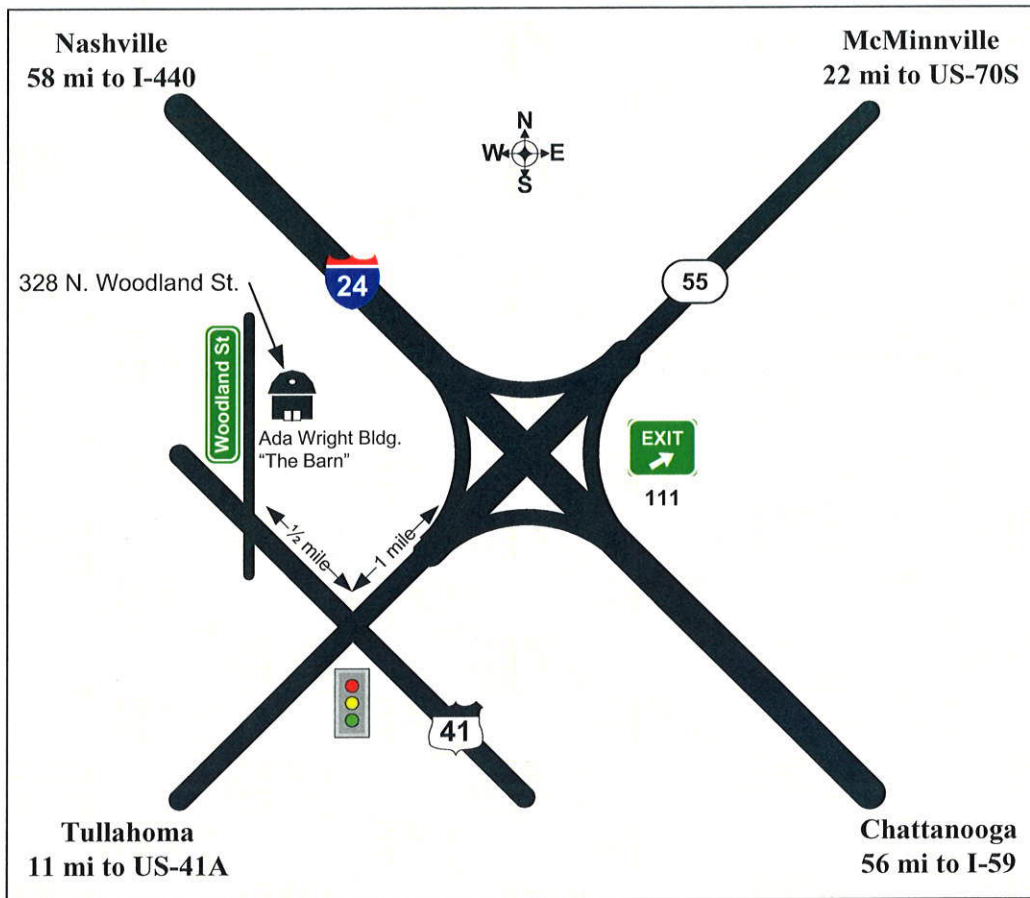 Nashville
58 mi to I-440
McMinnville
22 mi to US-70S
N
W E
S
24
55
328 N. Woodland St.
Woodland St
Ada Wright Bldg.
"The Barn"
EXIT
111
½ mile
1 mile
41
Tullahoma
11 mi to US-41A
Chattanooga
56 mi to I-59